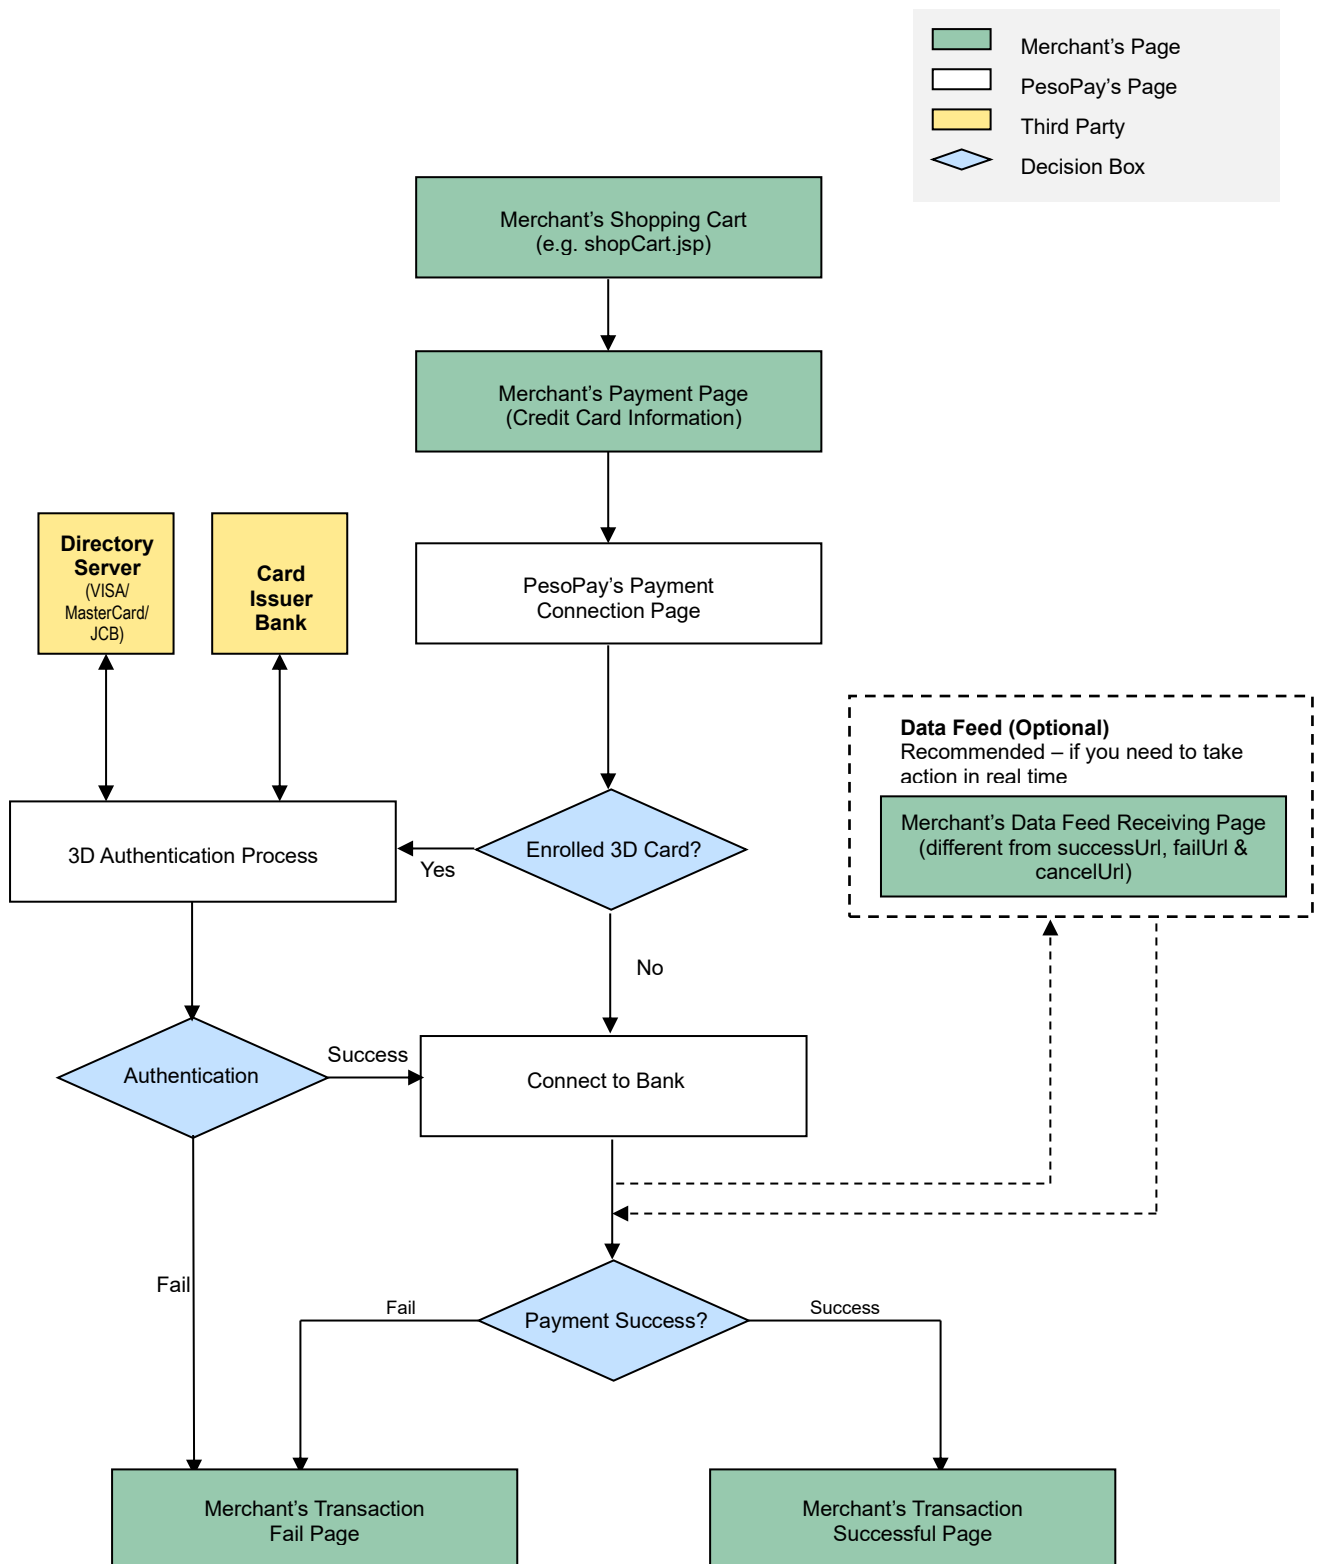 Merchant’s Page
PesoPay’s Page
Third Party
Decision Box
Merchant’s Shopping Cart
(e.g. shopCart.jsp)
Merchant’s Payment Page
(Credit Card Information)
Directory
Server
(VISA/
MasterCard/
JCB)
Card
Issuer
Bank
PesoPay’s Payment
Connection Page
Data Feed (Optional)
Recommended – if you need to take
action in real time
Merchant’s Data Feed Receiving Page
(different from successUrl, failUrl &
cancelUrl)
3D Authentication Process
Yes
Enrolled 3D Card?
No
Authentication
Success
Connect to Bank
Fail
Fail
Payment Success?
Success
Merchant’s Transaction
Fail Page
Merchant’s Transaction
Successful Page